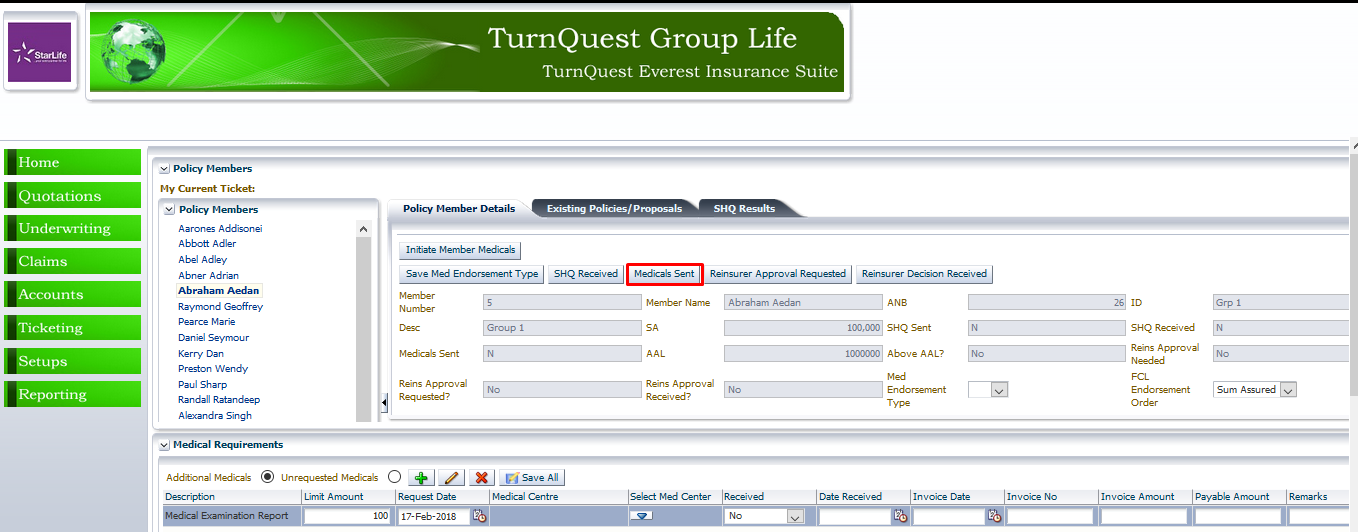 StarLife
TurnQuest Group Life
TurnQuest Everest Insurance Suite
Home
Quotations
Underwriting
Claims
Accounts
Ticketing
Setups
Reporting
Policy Members
My Current Ticket:
Policy Members
Aarones Addisonei
Abbott Adler
Abel Adley
Abner Adrian
Abraham Aedan
Raymond Geoffrey
Pearce Marie
Daniel Seymour
Kerry Dan
Preston Wendy
Paul Sharp
Randall Ratandeep
Alexandra Singh
Policy Member Details Existing Policies/Proposals SHQ Results
Initiate Member Medicals
Save Med Endorsement Type SHQ Received Medicals Sent Reinsurer Approval Requested Reinsurer Decision Received
Member Number 5 Member Name Abraham Aedan ANB 26 ID Grp 1
Desc Group 1 SA 100,000 SHQ Sent N SHQ Received N
Medicals Sent N AAL 1000000 Above AAL? No Reins Approval Needed No
Reins Approval Requested? No Reins Approval Received? No Med Endorsement Type FCL Endorsement Order Sum Assured
Medical Requirements
Additional Medicals Unrequested Medicals Save All
Description Limit Amount Request Date Medical Centre Select Med Center Received Date Received Invoice Date Invoice No Invoice Amount Payable Amount Remarks
Medical Examination Report 100 17-Feb-2018 No